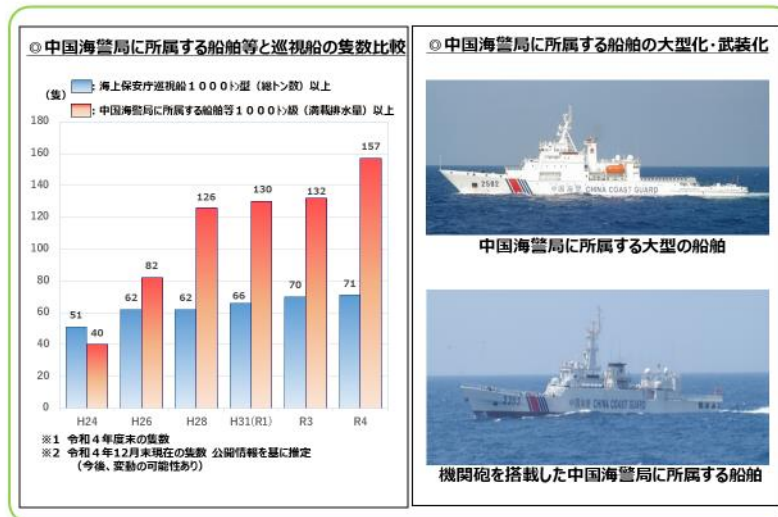 ◎中国海警局に所属する船舶等と巡視船の隻数比較
：海上保安庁巡視船１０００㌧型（総トン数）以上
(隻)
：中国海警局に所属する船舶等１０００㌧級（満載排水量）以上
180
160
140
120
100
80
60
40
20
0
51
40
62
82
62
126
66
130
70
132
71
157
H24
H26
H28
H31(R1)
R3
R4
※1 令和４年度末の隻数
※2 令和４年12月末現在の隻数 公開情報を基に推定
（今後、変動の可能性あり）
◎中国海警局に所属する船舶の大型化・武装化
2502
中国海警 CHINA COAST GUARD
中国海警局に所属する大型の船舶
中国海警 CHINA COAST GUARD
機関砲を搭載した中国海警局に所属する船舶